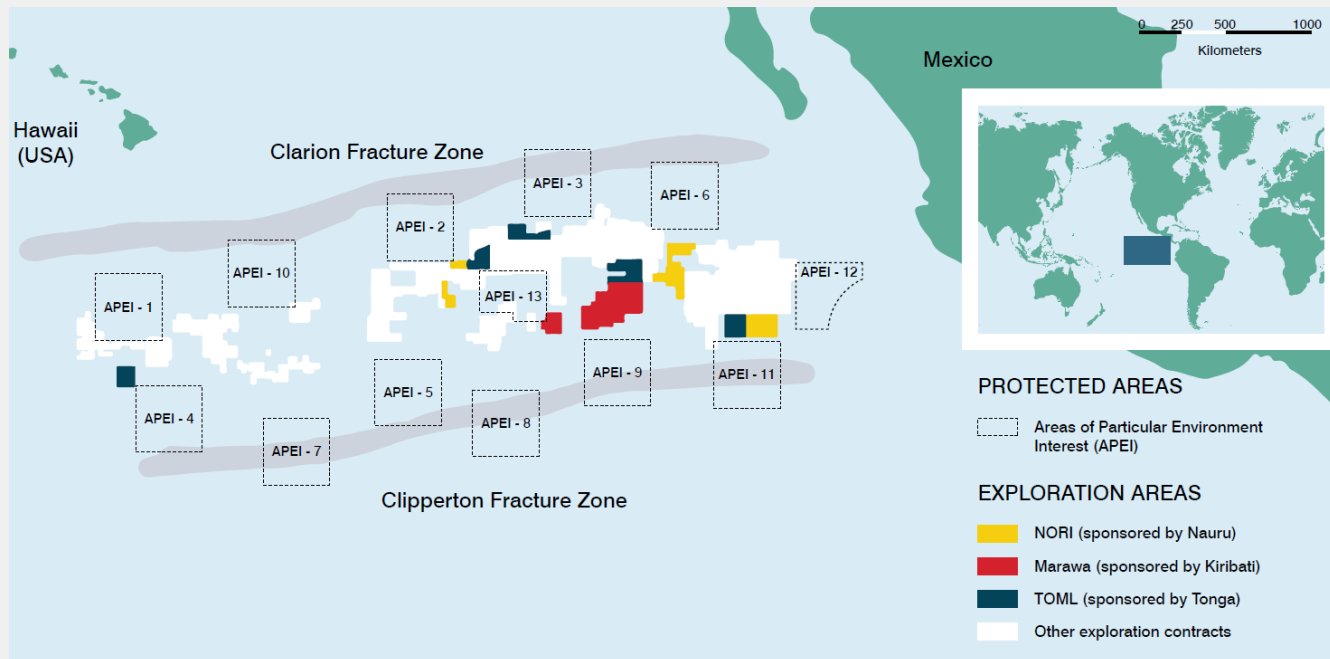 0 250 500 1000
Kilometers
Mexico
Hawaii
(USA)
Clarion Fracture Zone
APEI - 3
APEI - 6
APEI - 2
APEI - 10
APEI - 12
APEI - 13
APEI - 1
APEI - 9
APEI - 11
APEI - 5
APEI - 4
APEI - 8
APEI - 7
Clipperton Fracture Zone
PROTECTED AREAS
Areas of Particular Environment
Interest (APEI)
EXPLORATION AREAS
NORI (sponsored by Nauru)
Marawa (sponsored by Kiribati)
TOML (sponsored by Tonga)
Other exploration contracts